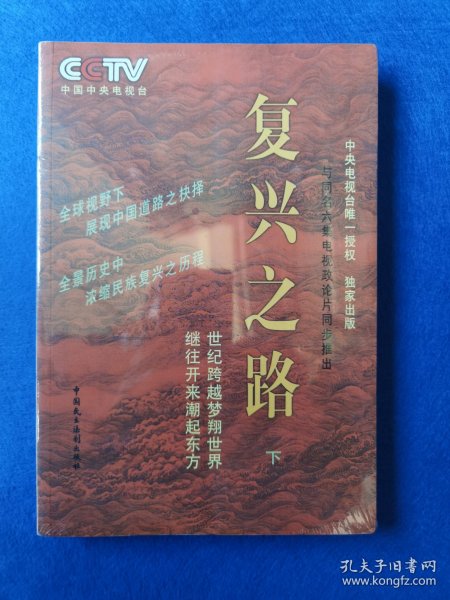 CCTV
中国中央电视台
复兴之路
下
中央电视台唯一授权 独家出版
与同名六集电视政论片同步推出
全球视野下
展现中国道路之抉择
全景历史中
浓缩民族复兴之历程
世纪跨越梦翔世界
继往开来潮起东方
中国民主法制出版社
孔夫子旧书网
www.kongfz.com